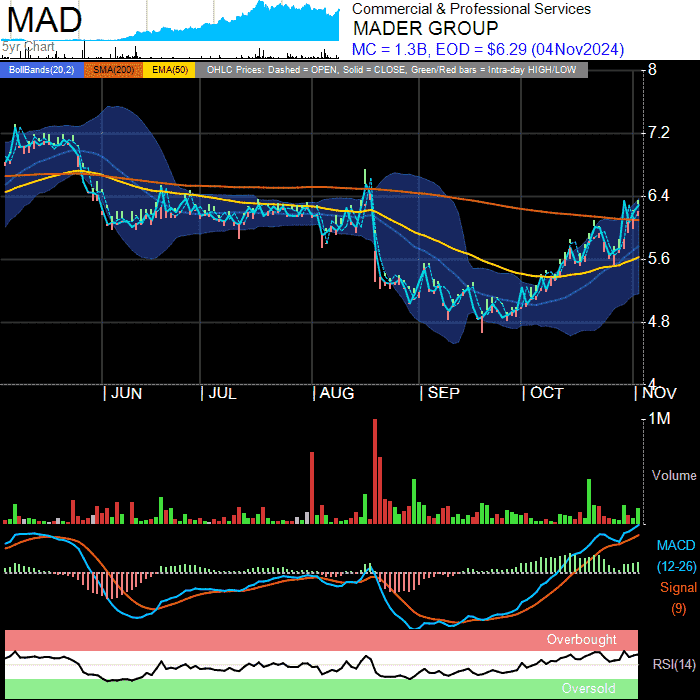 MAD
Commercial & Professional Services
MADER GROUP
MC = 1.3B, EOD = $6.29 (04Nov2024)
5yr Chart
BollBands(20,2) SMA(200) EMA(50) OHLC Prices: Dashed = OPEN, Solid = CLOSE, Green/Red bars = Intra-day HIGH/LOW
8
7.2
6.4
5.6
4.8
4
JUN JUL AUG SEP OCT NOV
1M
Volume
MACD
(12-26)
Signal
(9)
Overbought
RSI(14)
Oversold